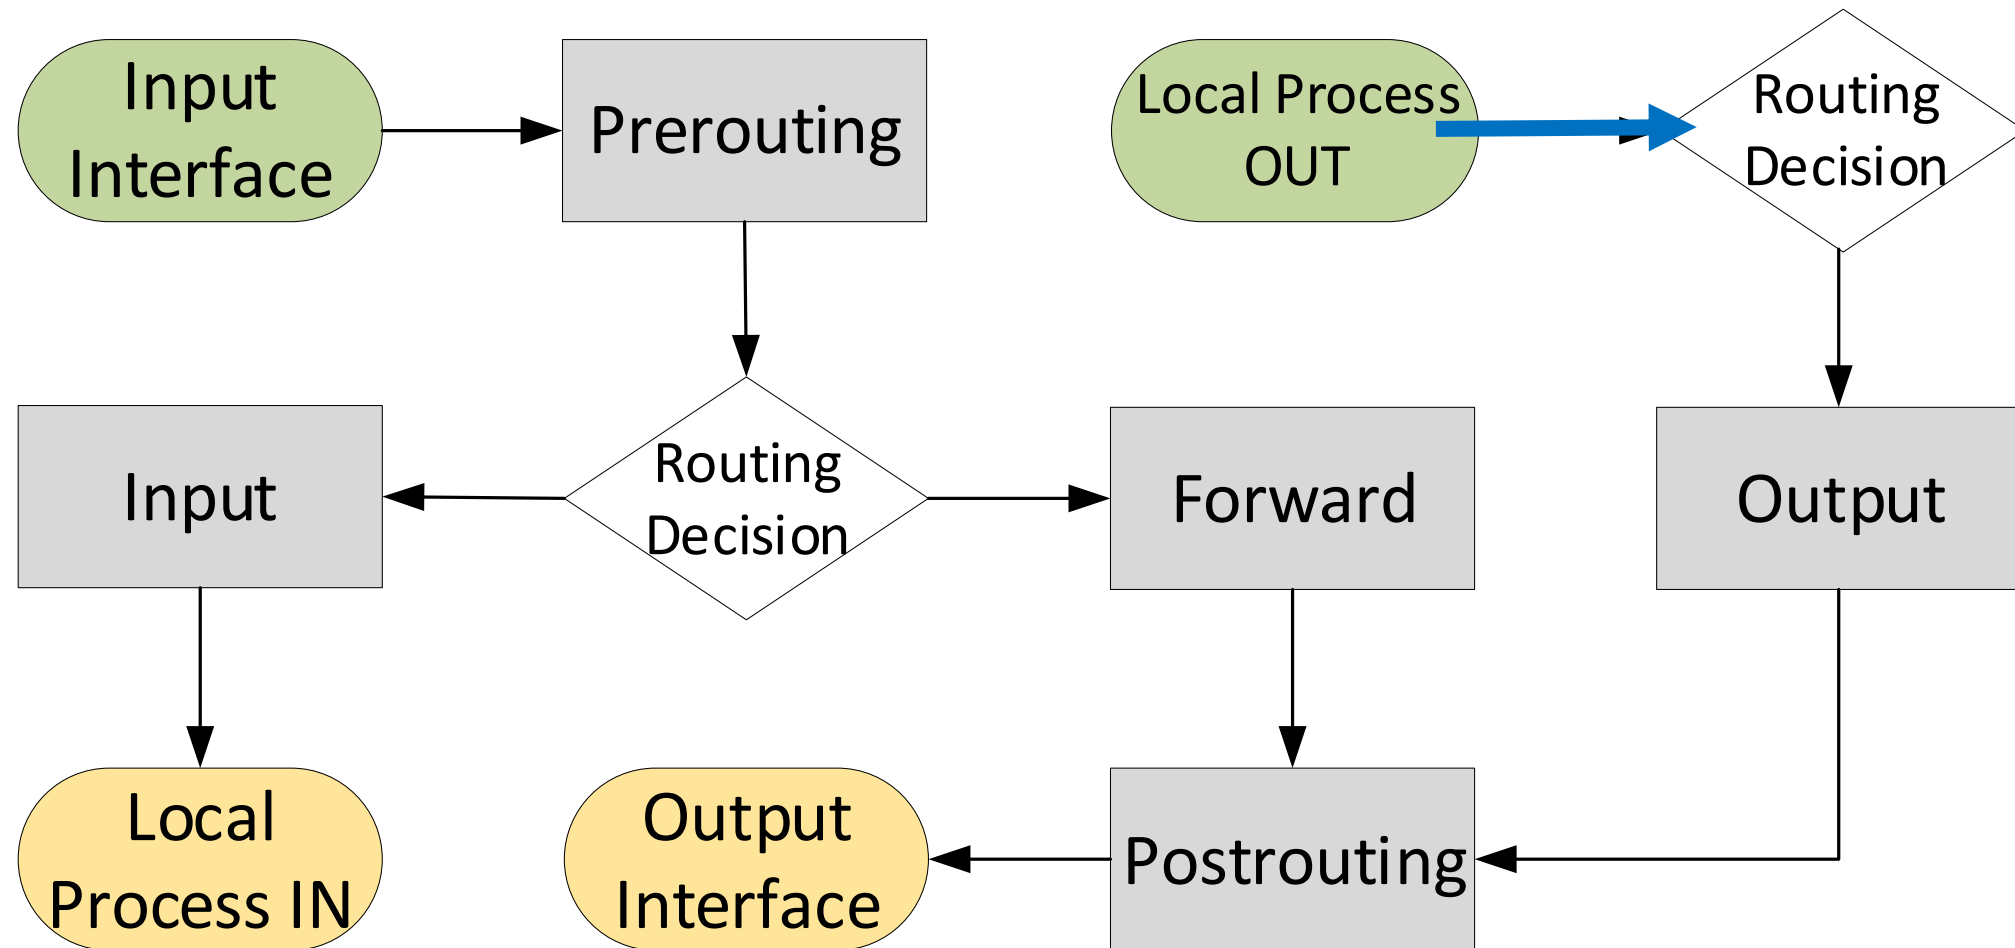 Input
Interface
Prerouting
Local Process
OUT
Routing
Decision
Input
Routing
Decision
Forward
Output
Local
Process IN
Output
Interface
Postrouting